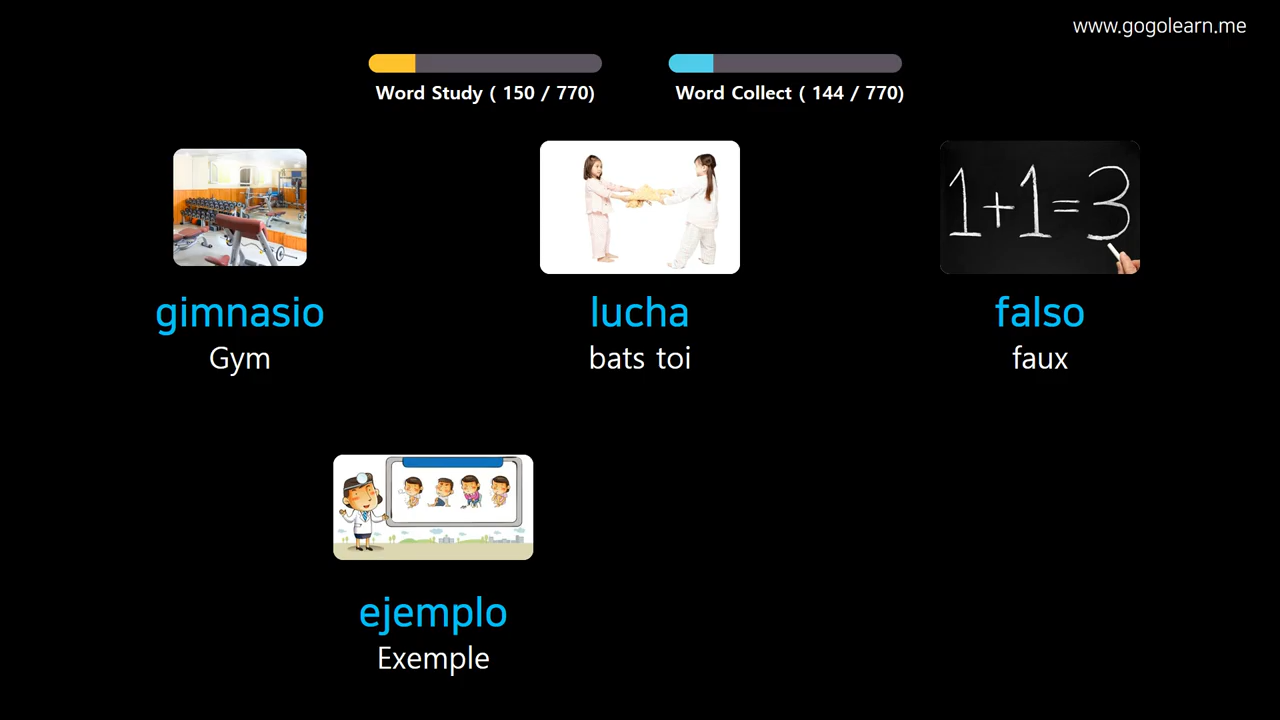 www.gogolearn.me
Word Study ( 150 / 770)
Word Collect ( 144 / 770)
1+1=3
gimnasio
Gym
lucha
bats toi
falso
faux
ejemplo
Exemple